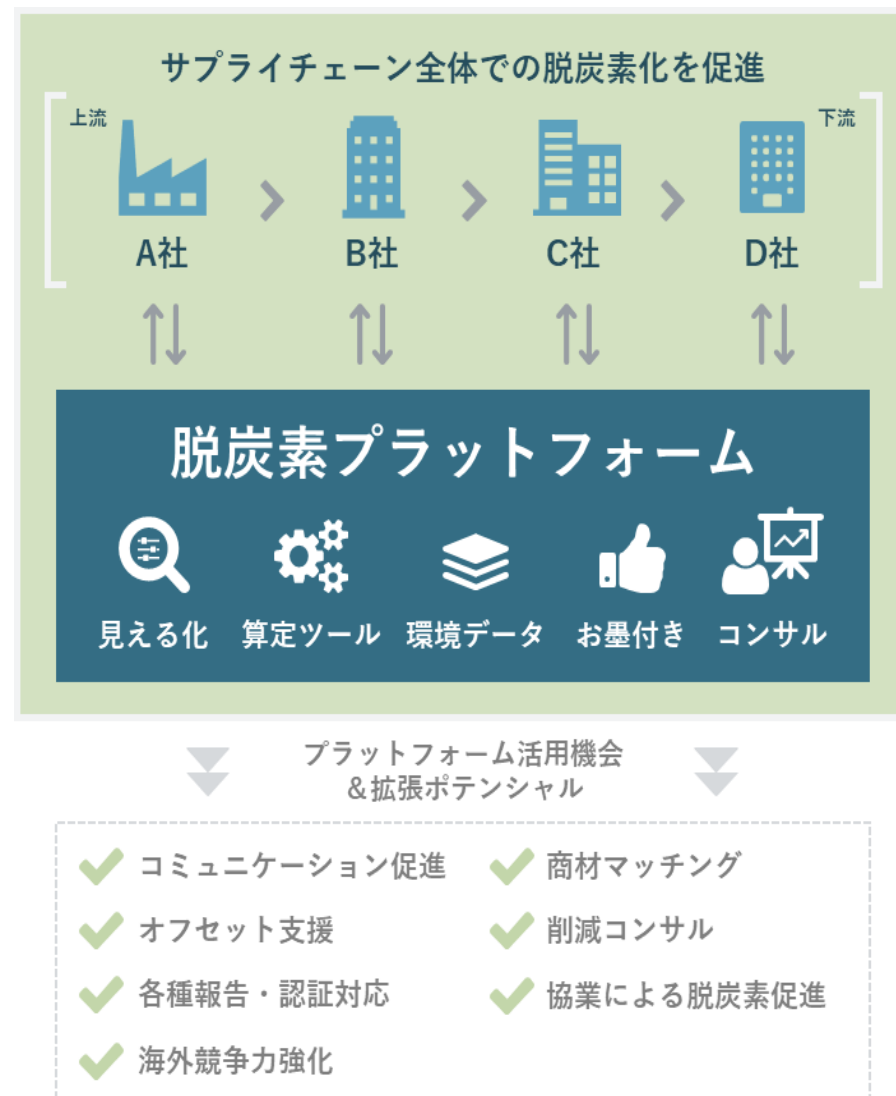 サプライチェーン全体での脱炭素化を促進
上流
下流
A社
B社
C社
D社
脱炭素プラットフォーム
見える化
算定ツール
環境データ
お墨付き
コンサル
プラットフォーム活用機会
＆拡張ポテンシャル
コミュニケーション促進
商材マッチング
オフセット支援
削減コンサル
各種報告・認証対応
協業による脱炭素促進
海外競争力強化